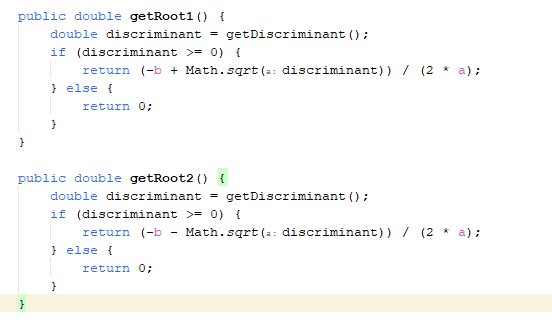 public double getRoot1() {
    double discriminant = getDiscriminant();
    if (discriminant >= 0) {
        return (-b + Math.sqrt(a: discriminant)) / (2 * a);
    } else {
        return 0;
    }
}

public double getRoot2() {
    double discriminant = getDiscriminant();
    if (discriminant >= 0) {
        return (-b - Math.sqrt(a: discriminant)) / (2 * a);
    } else {
        return 0;
    }
}